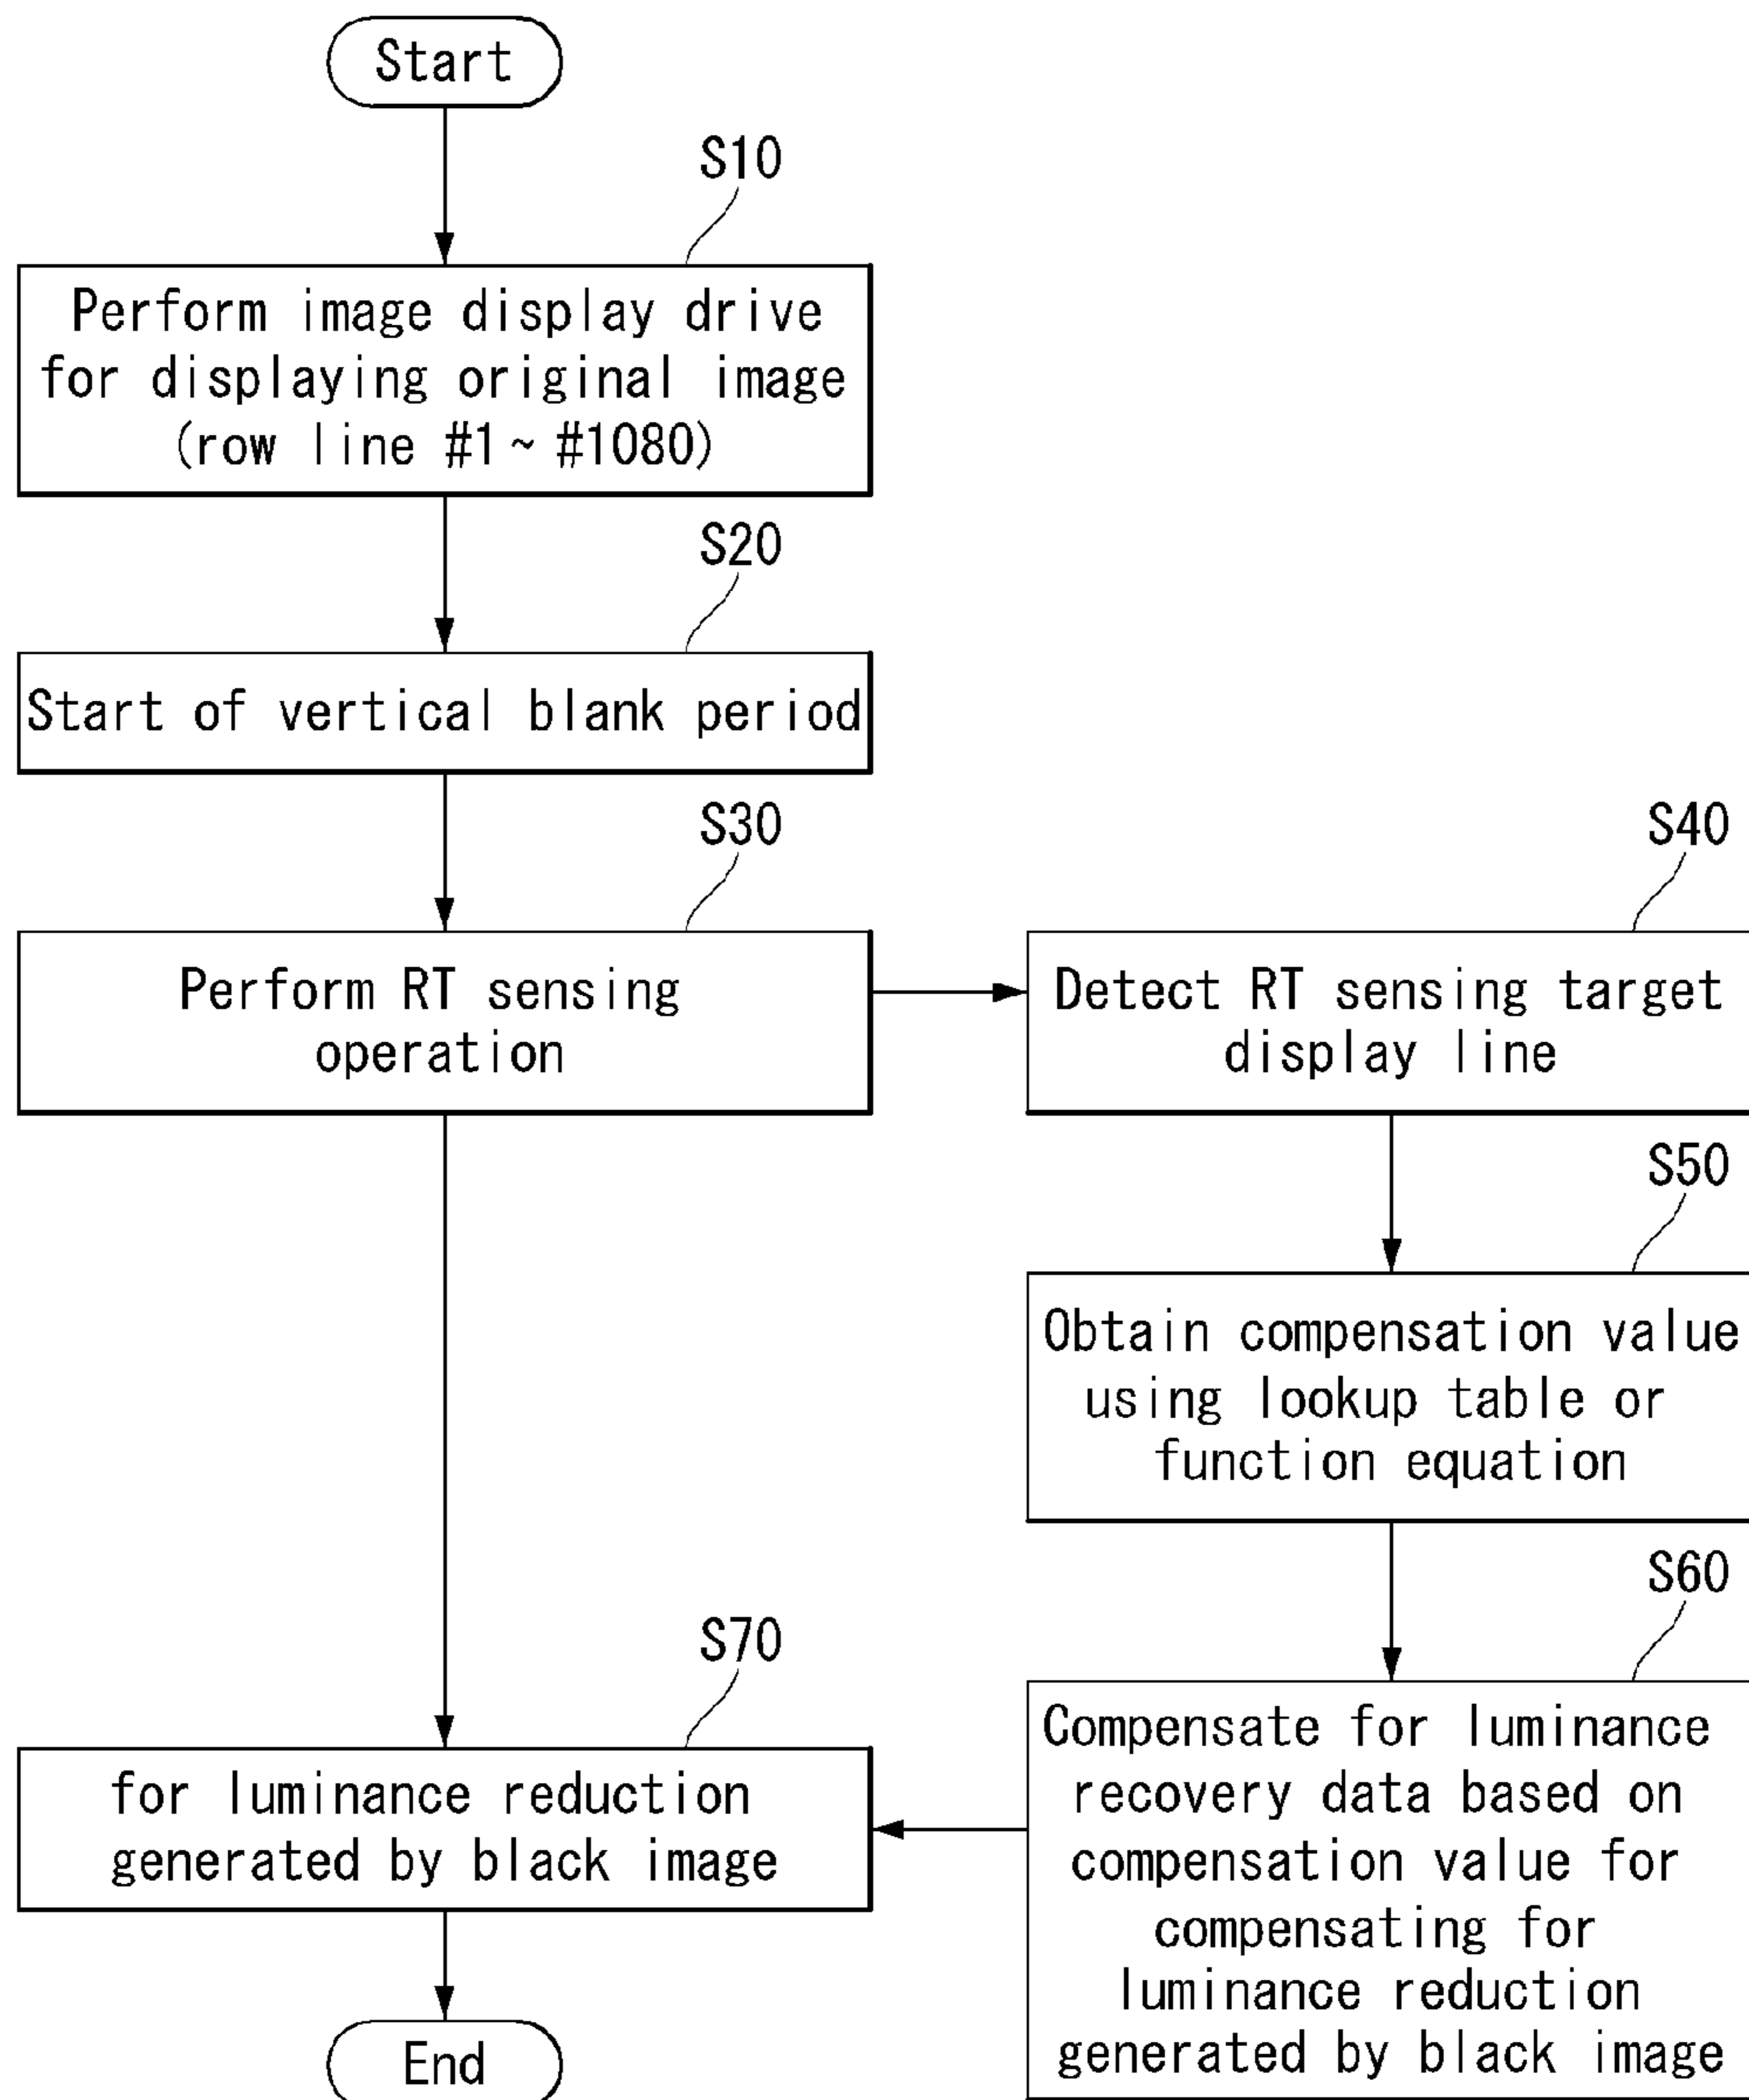 Start
S10
Perform image display drive
for displaying original image
(row line #1~#1080)
S20
Start of vertical blank period
S30
Perform RT sensing
operation
S40
Detect RT sensing target
display line
S50
Obtain compensation value
using lookup table or
function equation
S60
Compensate for luminance
recovery data based on
compensation value for
compensating for
luminance reduction
generated by black image
S70
for luminance reduction
generated by black image
End